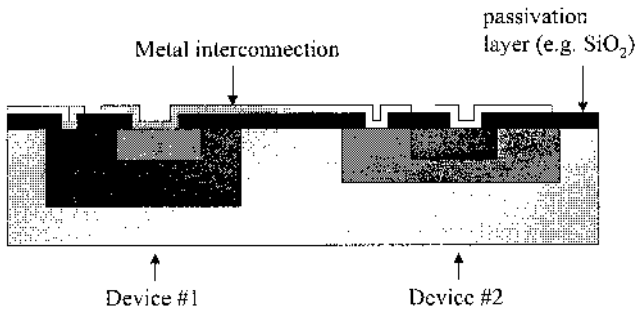 passivation
layer (e.g. SiO₂)
Metal interconnection
Device #1
Device #2